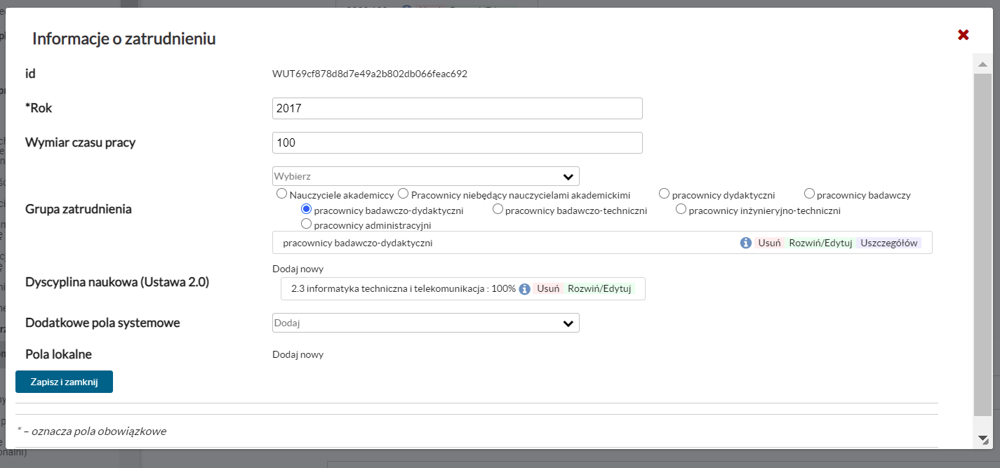 Informacje o zatrudnieniu
id WUT69cf878d8d7e49a2b802db066feac692
*Rok 2017
Wymiar czasu pracy 100
Wybierz
Nauczyciele akademiccy Pracownicy niebędący nauczycielami akademickimi pracownicy dydaktyczni pracownicy badawczy
Grupa zatrudnienia
pracownicy badawczo-dydaktyczni pracownicy badawczo-techniczni pracownicy inżynieryjno-techniczni
pracownicy administracyjni
pracownicy badawczo-dydaktyczni Usuń Rozwiń/Edytuj Uszczegółów
Dodaj nowy
Dyscyplina naukowa (Ustawa 2.0)
2.3 informatyka techniczna i telekomunikacja : 100% Usuń Rozwiń/Edytuj
Dodatkowe pola systemowe Dodaj
Pola lokalne Dodaj nowy
Zapisz i zamknij
* – oznacza pola obowiązkowe
onalni)